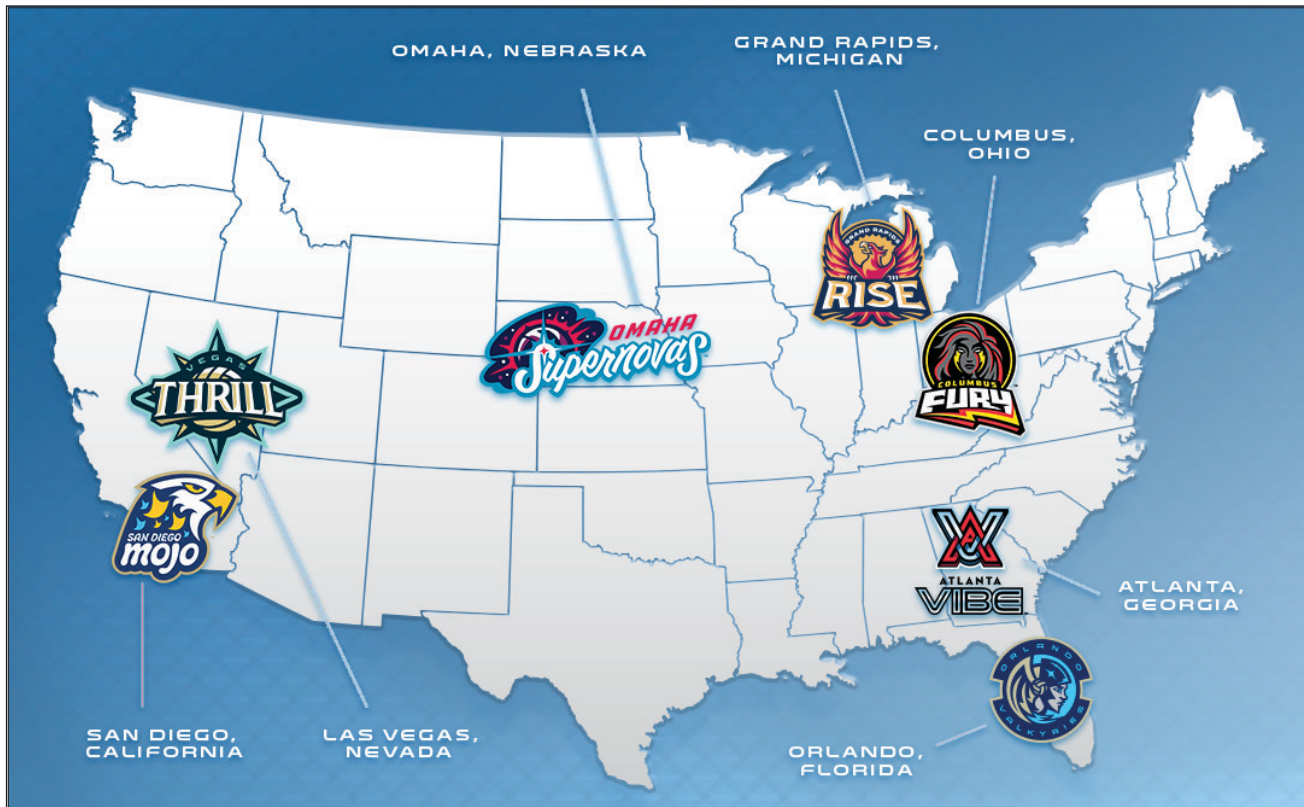 OMAHA, NEBRASKA
GRAND RAPIDS,
MICHIGAN
COLUMBUS,
OHIO
GRAND RAPIDS
RISE
OMAHA
Supernovas
VEGAS
THRILL
COLUMBUS
FURY
SAN DIEGO
mojo
ATLANTA
VIBE
ATLANTA,
GEORGIA
ORLANDO
VALKYRIES
SAN DIEGO,
CALIFORNIA
LAS VEGAS,
NEVADA
ORLANDO,
FLORIDA